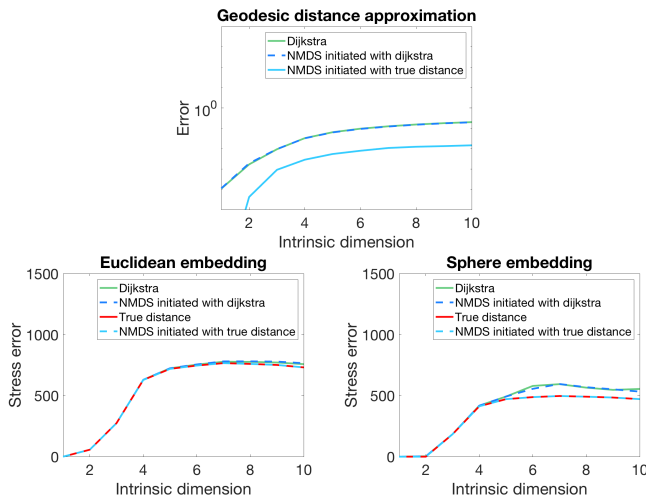 Geodesic distance approximation
Dijkstra
NMDS initiated with dijkstra
NMDS initiated with true distance
Error
10^0
2 4 6 8 10
Intrinsic dimension
Euclidean embedding
Dijkstra
NMDS initiated with dijkstra
True distance
NMDS initiated with true distance
Stress error
1500
1000
500
0
2 4 6 8 10
Intrinsic dimension
Sphere embedding
Dijkstra
NMDS initiated with dijkstra
True distance
NMDS initiated with true distance
Stress error
1500
1000
500
0
2 4 6 8 10
Intrinsic dimension